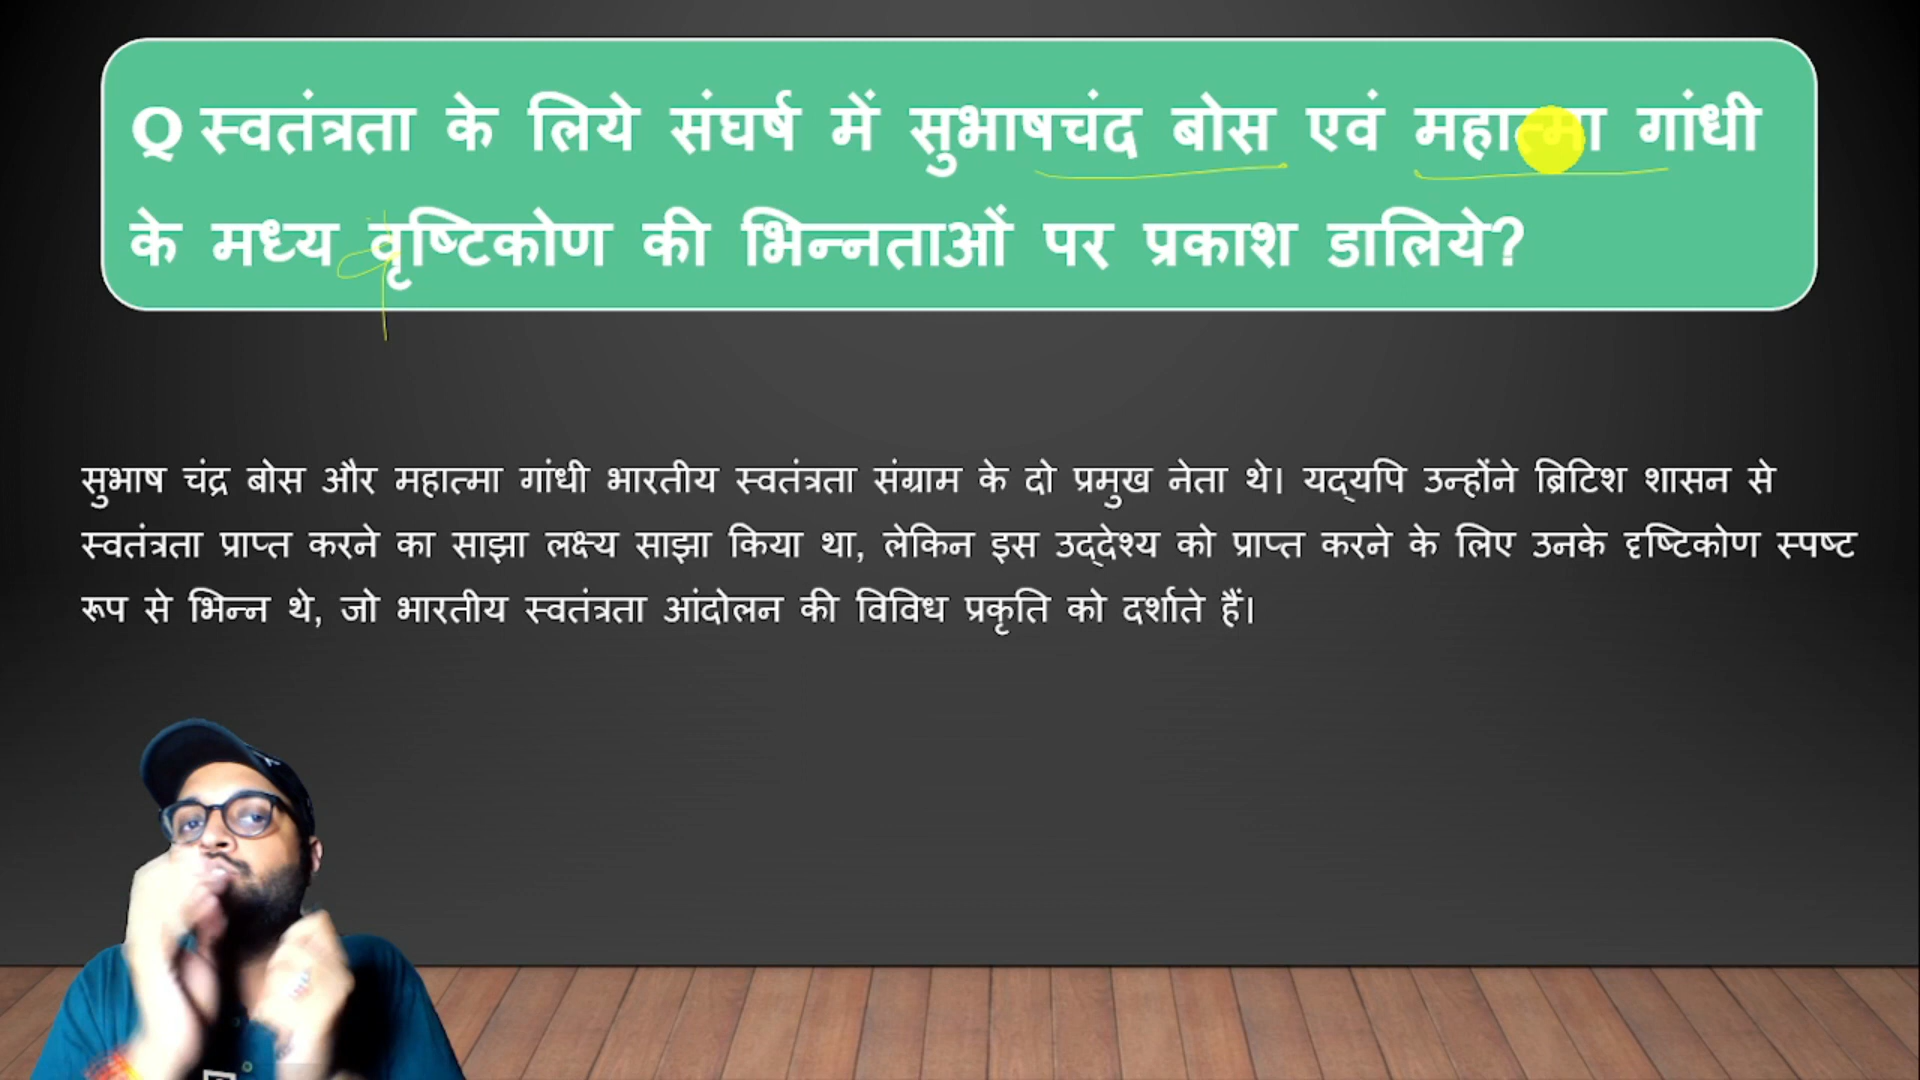 Q स्वतंत्रता के लिये संघर्ष में सुभाषचंद बोस एवं महात्मा गांधी
के मध्य वृष्टिकोण की भिन्नताओं पर प्रकाश डालिये?
सुभाष चंद्र बोस और महात्मा गांधी भारतीय स्वतंत्रता संग्राम के दो प्रमुख नेता थे। यद्यपि उन्होंने ब्रिटिश शासन से
स्वतंत्रता प्राप्त करने का साझा लक्ष्य साझा किया था, लेकिन इस उद्देश्य को प्राप्त करने के लिए उनके दृष्टिकोण स्पष्ट
रूप से भिन्न थे, जो भारतीय स्वतंत्रता आंदोलन की विविध प्रकृति को दर्शाते हैं।